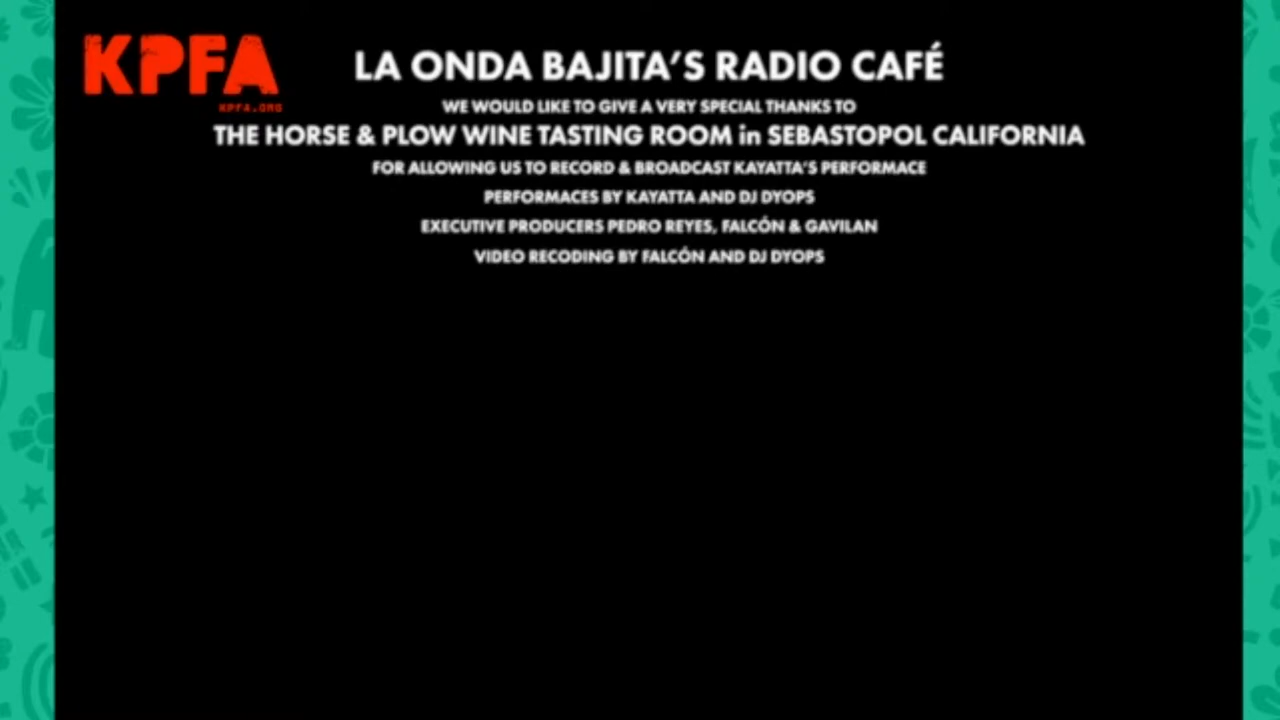 KPFA
KPFA.ORG
LA ONDA BAJITA'S RADIO CAFÉ
WE WOULD LIKE TO GIVE A VERY SPECIAL THANKS TO
THE HORSE & PLOW WINE TASTING ROOM in SEBASTOPOL CALIFORNIA
FOR ALLOWING US TO RECORD & BROADCAST KAYATTA'S PERFORMACE
PERFORMACES BY KAYATTA AND DJ DYOPS
EXECUTIVE PRODUCERS PEDRO REYES, FALCÓN & GAVILAN
VIDEO RECODING BY FALCÓN AND DJ DYOPS